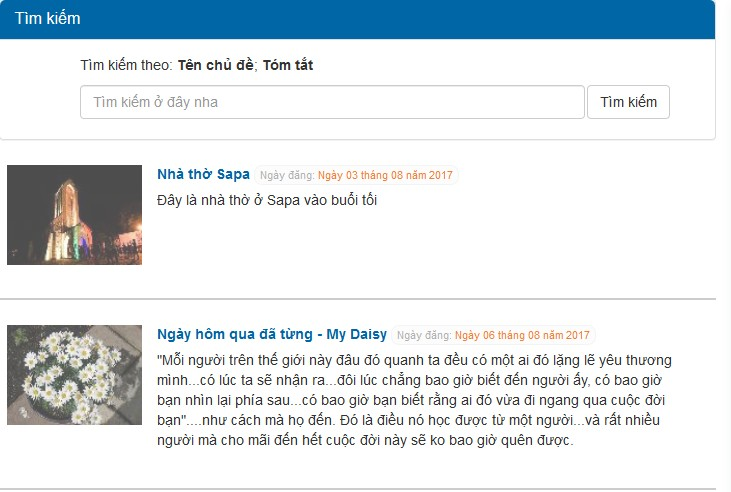 Tìm kiếm
Tìm kiếm theo: Tên chủ đề; Tóm tắt
Tìm kiếm ở đây nha Tìm kiếm
Nhà thờ Sapa Ngày đăng: Ngày 03 tháng 08 năm 2017
Đây là nhà thờ ở Sapa vào buổi tối
Ngày hôm qua đã từng - My Daisy Ngày đăng: Ngày 06 tháng 08 năm 2017
"Mỗi người trên thế giới này đâu đó quanh ta đều có một ai đó lặng lẽ yêu thương
mình...có lúc ta sẽ nhận ra...đôi lúc chẳng bao giờ biết đến người ấy, có bao giờ
bạn nhìn lại phía sau...có bao giờ bạn biết rằng ai đó vừa đi ngang qua cuộc đời
bạn"....như cách mà họ đến. Đó là điều nó học được từ một người...và rất nhiều
người mà cho mãi đến hết cuộc đời này sẽ ko bao giờ quên được.